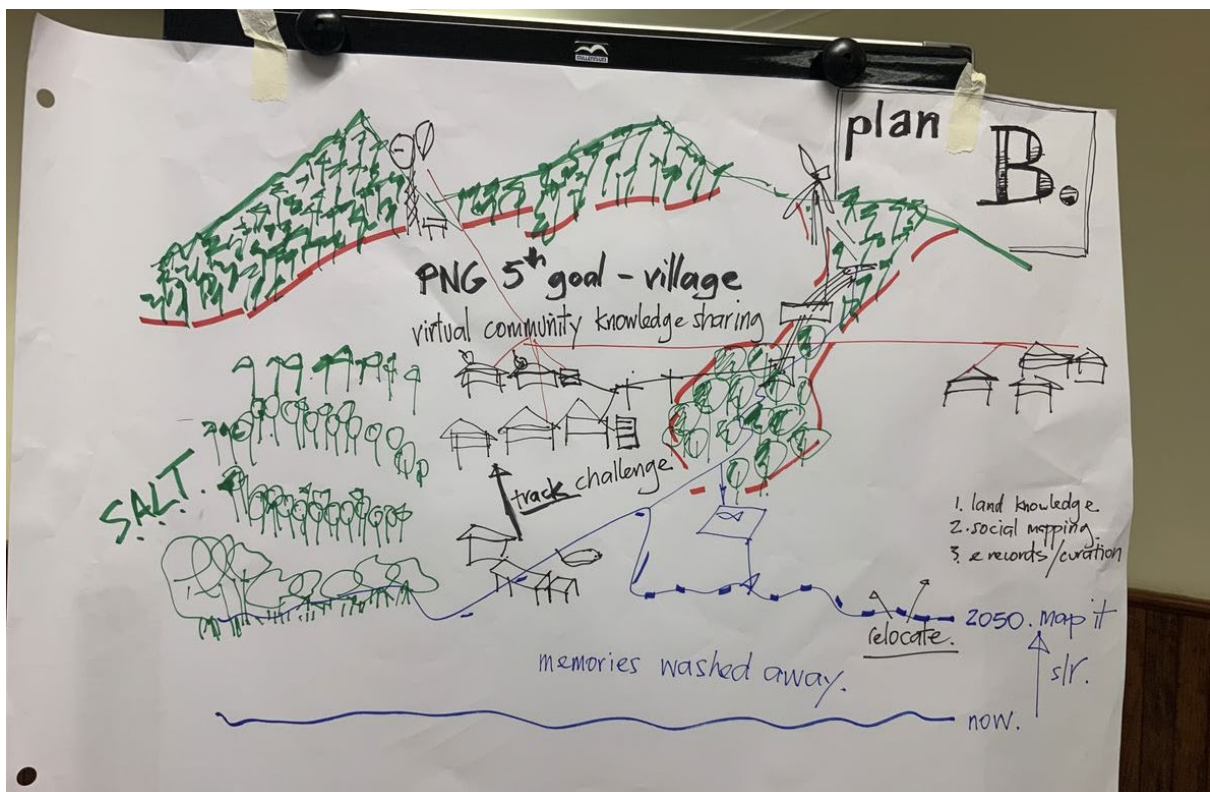 plan
B.
PNG 5th goal - village
virtual community knowledge sharing
S.A.L.T.
track challenge
1. land knowledge
2. social mapping.
3. e records/curation
2050. map it
relocate.
slr.
memories washed away.
now.